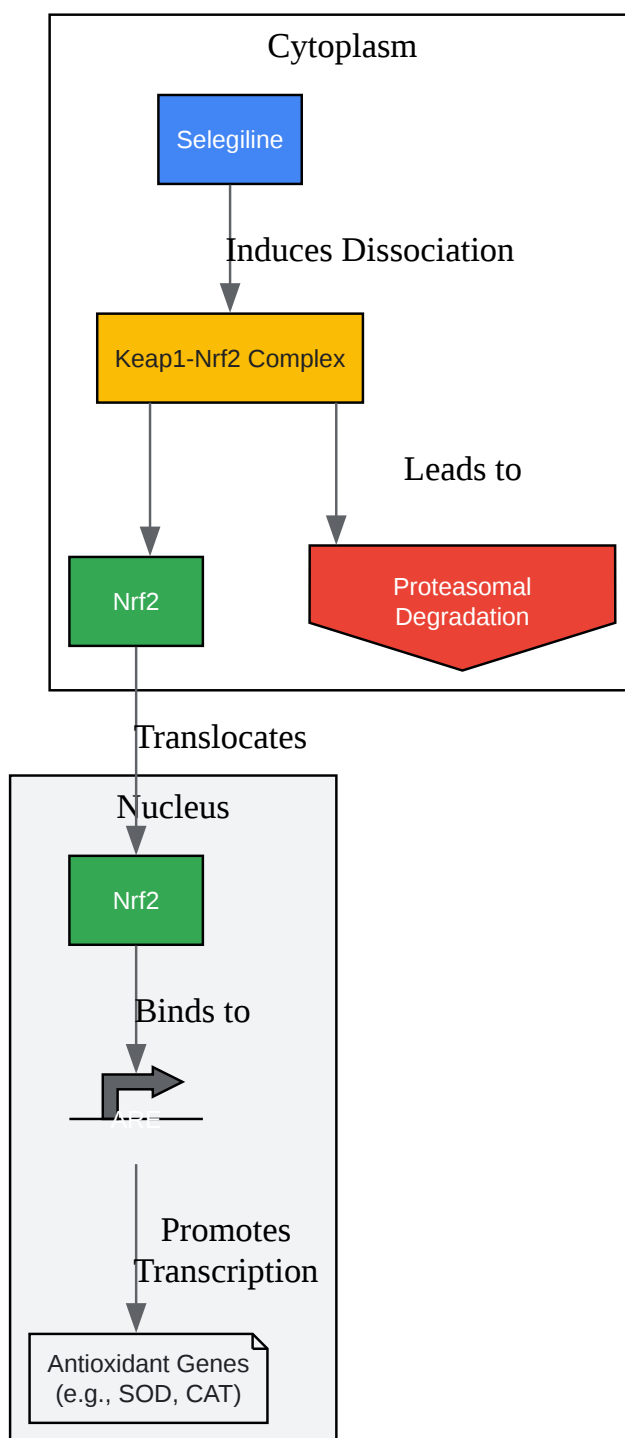 Cytoplasm
Selegiline
Induces Dissociation
Keap1-Nrf2 Complex
Leads to
Nrf2
Proteasomal
Degradation
Translocates
Nucleus
Nrf2
Binds to
ARE
Promotes
Transcription
Antioxidant Genes
(e.g., SOD, CAT)